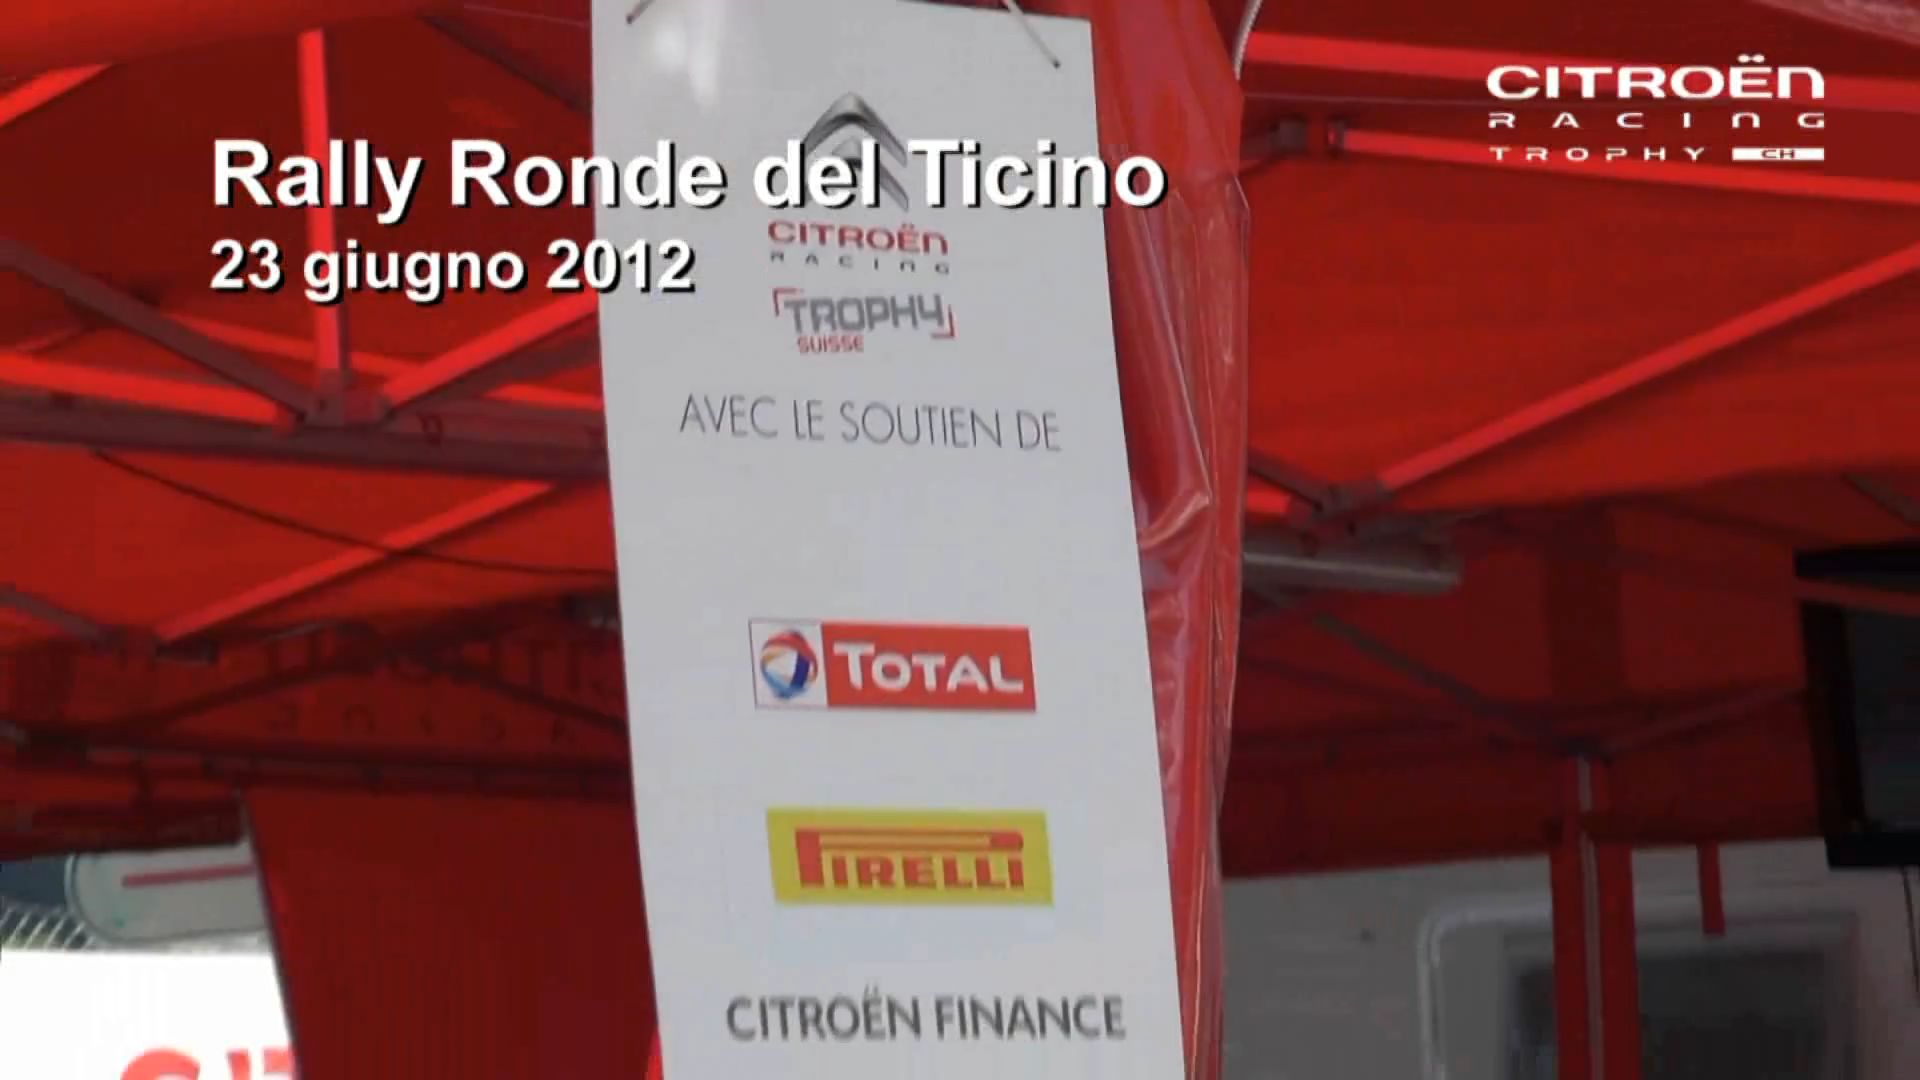 CITROËN
RACING
TROPHY CH
Rally Ronde del Ticino
23 giugno 2012
CITROËN
RACING
TROPHY
SUISSE
AVEC LE SOUTIEN DE
TOTAL
PIRELLI
CITROËN FINANCE